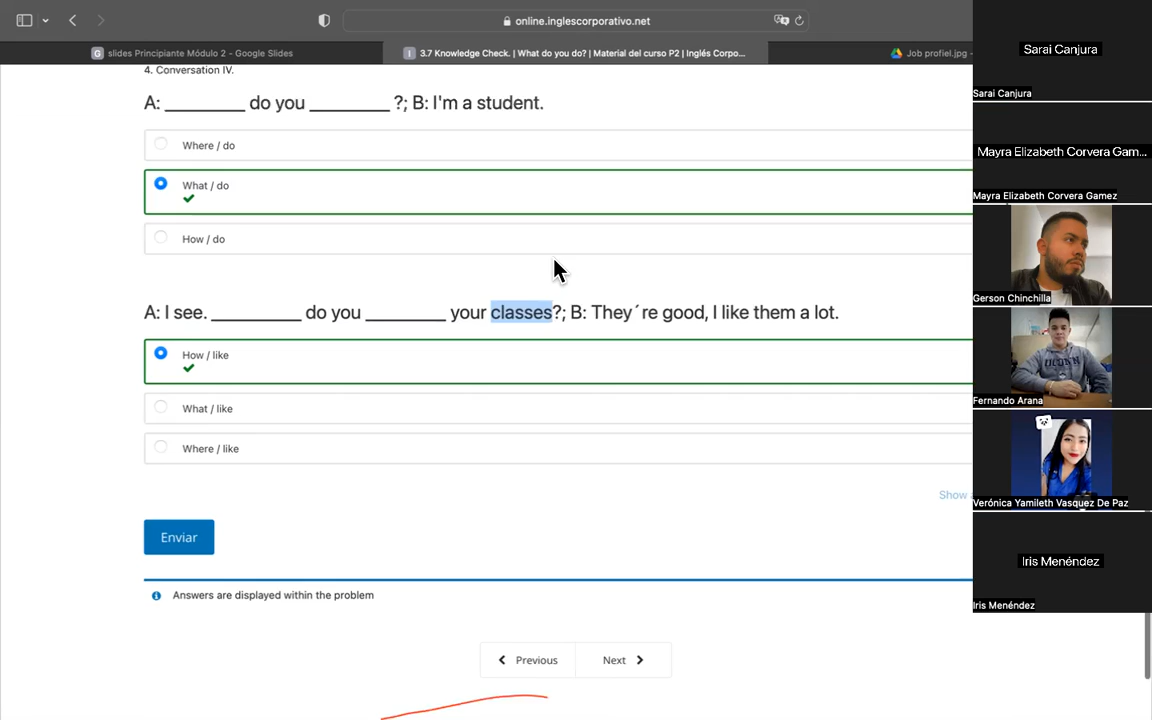 online.inglescorporativo.net
G slides Principiante Módulo 2 - Google Slides
I 3.7 Knowledge Check. | What do you do? | Material del curso P2 | Inglés Corpo...
Job profiel.jpg -
4. Conversation IV.
A: ________ do you ________ ?; B: I'm a student.
Where / do
What / do
How / do
A: I see. _________ do you ________ your classes?; B: They´re good, I like them a lot.
How / like
What / like
Where / like
Show
Enviar
Answers are displayed within the problem
Previous
Next
Sarai Canjura
Sarai Canjura
Mayra Elizabeth Corvera Gam...
Mayra Elizabeth Corvera Gamez
Gerson Chinchilla
Fernando Arana
Verónica Yamileth Vasquez De Paz
Iris Menéndez
Iris Menéndez